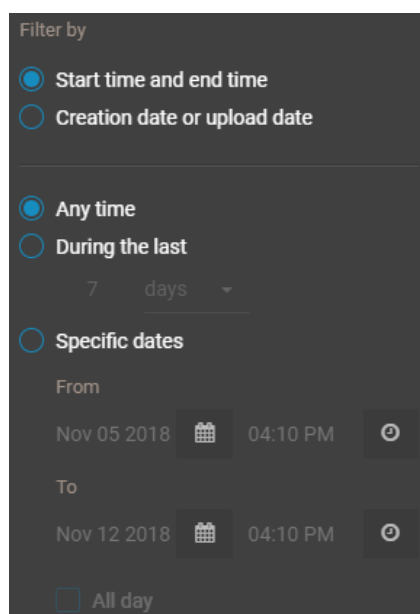 Filter by
Start time and end time
Creation date or upload date
Any time
During the last
7 days
Specific dates
From
Nov 05 2018 04:10 PM
To
Nov 12 2018 04:10 PM
All day